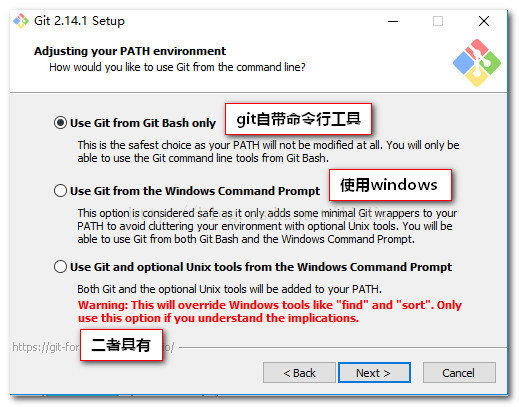 Git 2.14.1 Setup
Adjusting your PATH environment
How would you like to use Git from the command line?
Use Git from Git Bash only
git自带命令行工具
This is the safest choice as your PATH will not be modified at all. You will only be
able to use the Git command line tools from Git Bash.
Use Git from the Windows Command Prompt
使用windows
This option is considered safe as it only adds some minimal Git wrappers to your
PATH to avoid cluttering your environment with optional Unix tools. You will be
able to use Git from both Git Bash and the Windows Command Prompt.
Use Git and optional Unix tools from the Windows Command Prompt
Both Git and the optional Unix tools will be added to your PATH.
Warning: This will override Windows tools like "find" and "sort". Only
use this option if you understand the implications.
二者具有
https://git-for
< Back
Next >
Cancel